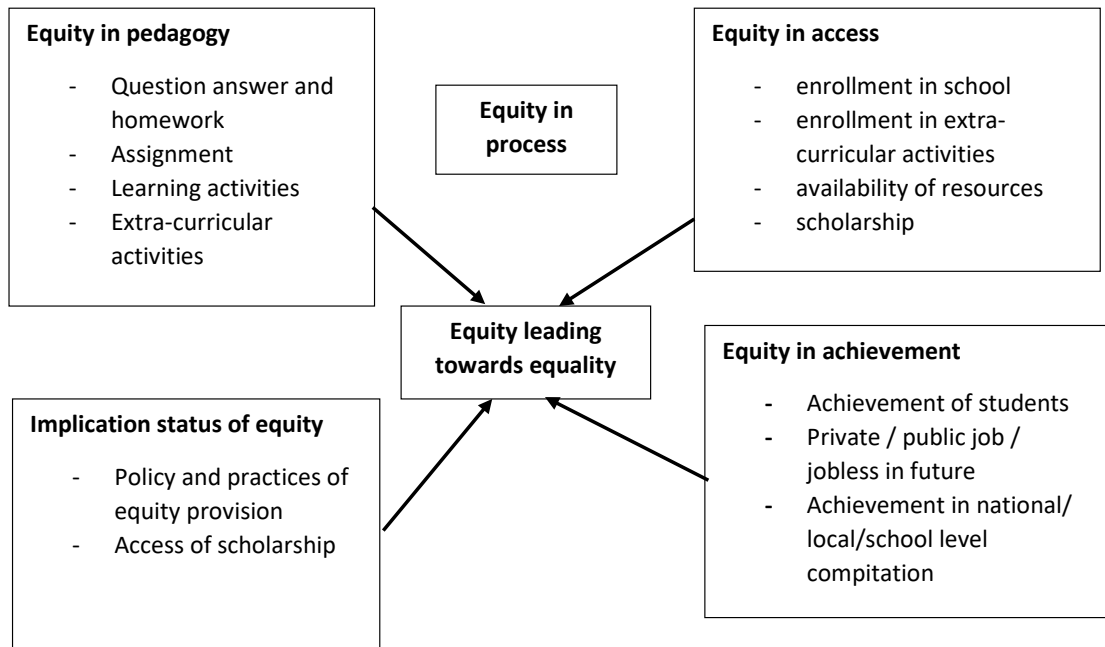 Equity in pedagogy
- Question answer and
homework
- Assignment
- Learning activities
- Extra-curricular
activities
Equity in
process
Equity in access
- enrollment in school
- enrollment in extra-
curricular activities
- availability of resources
- scholarship
Equity leading
towards equality
Implication status of equity
- Policy and practices of
equity provision
- Access of scholarship
Equity in achievement
- Achievement of students
- Private / public job /
jobless in future
- Achievement in national/
local/school level
compitation